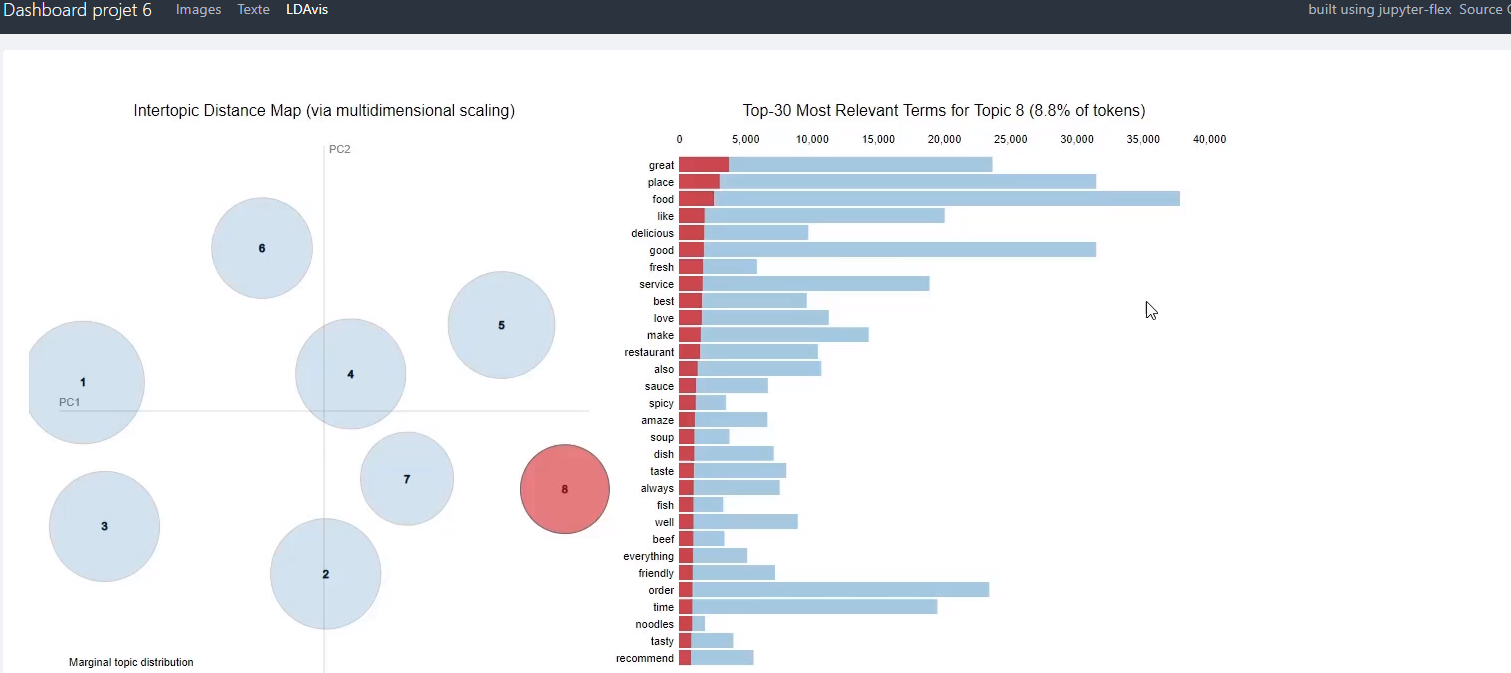 Dashboard projet 6 Images Texte LDAvis built using jupyter-flex Source
Intertopic Distance Map (via multidimensional scaling)
PC2
6
5
4
1
PC1
7
8
3
2
Marginal topic distribution
Top-30 Most Relevant Terms for Topic 8 (8.8% of tokens)
0 5,000 10,000 15,000 20,000 25,000 30,000 35,000 40,000
great
place
food
like
delicious
good
fresh
service
best
love
make
restaurant
also
sauce
spicy
amaze
soup
dish
taste
always
fish
well
beef
everything
friendly
order
time
noodles
tasty
recommend